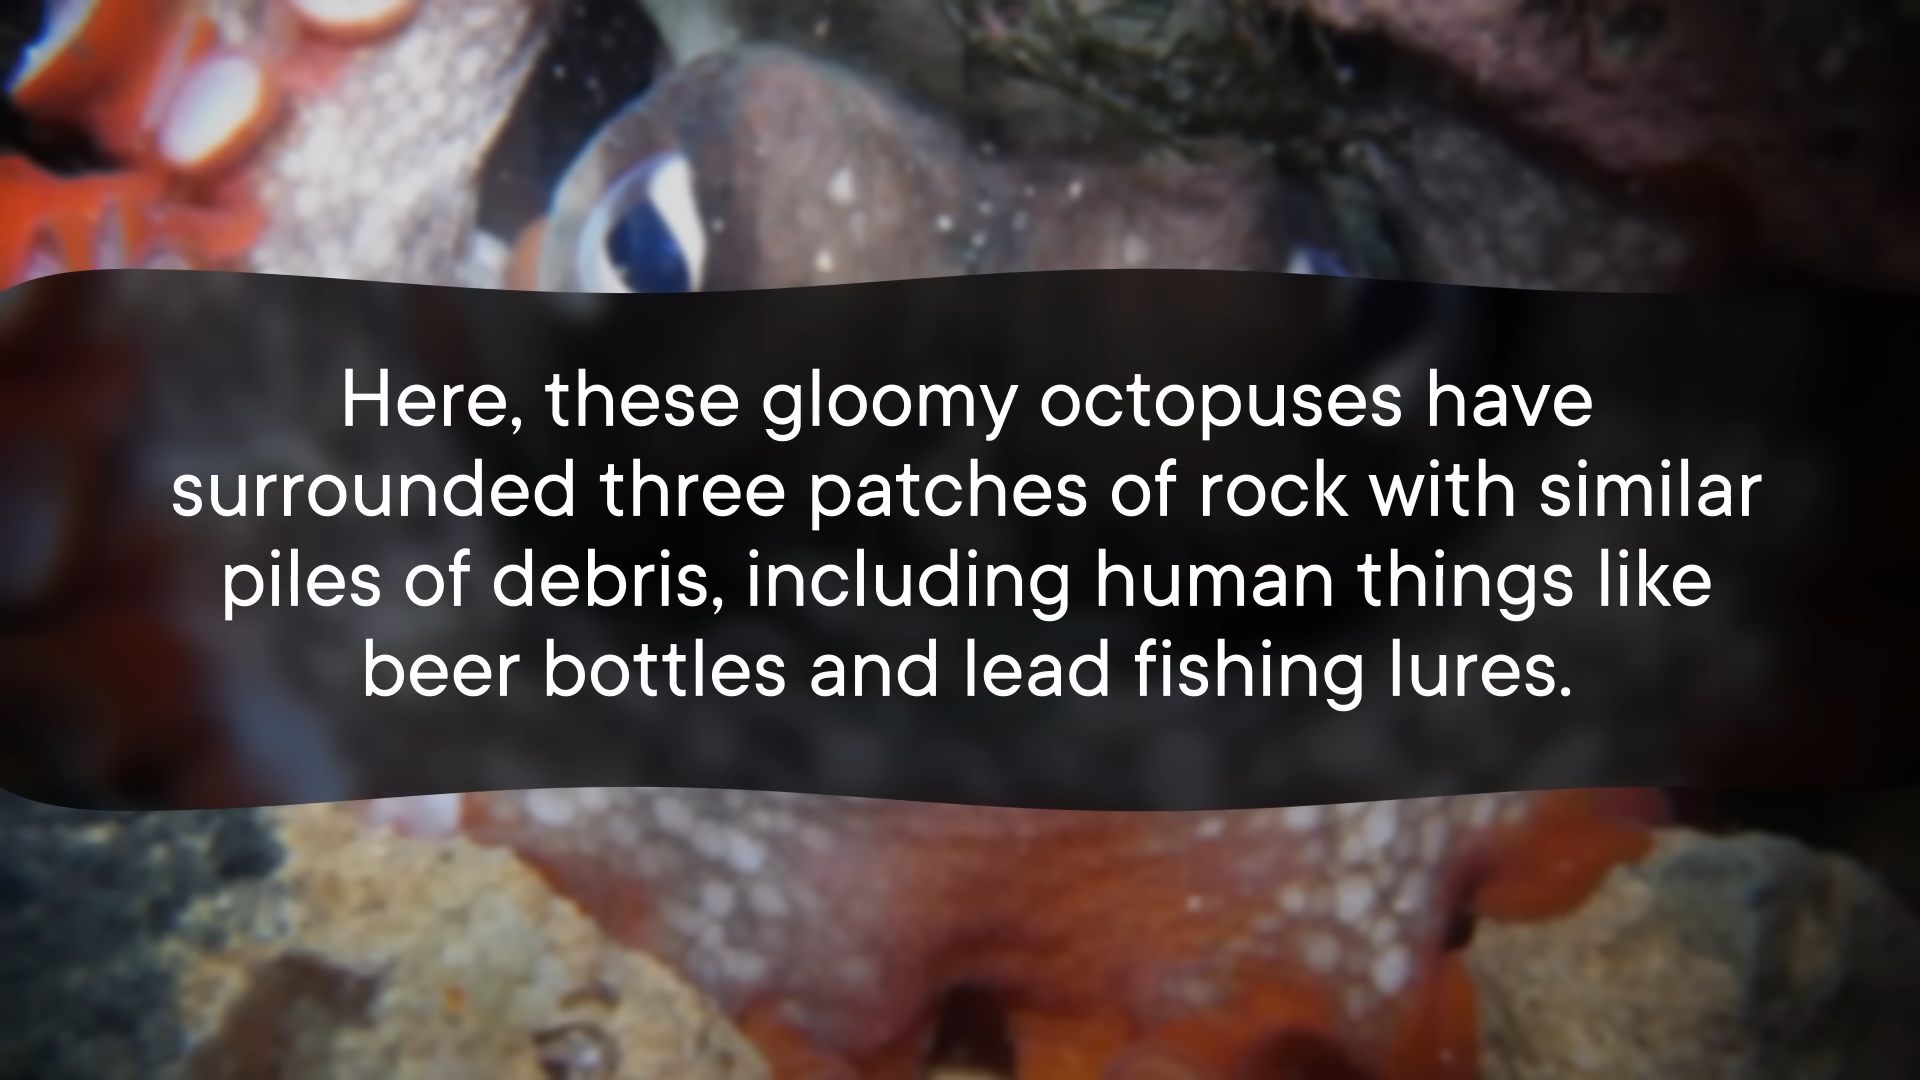 Here, these gloomy octopuses have
surrounded three patches of rock with similar
piles of debris, including human things like
beer bottles and lead fishing lures.